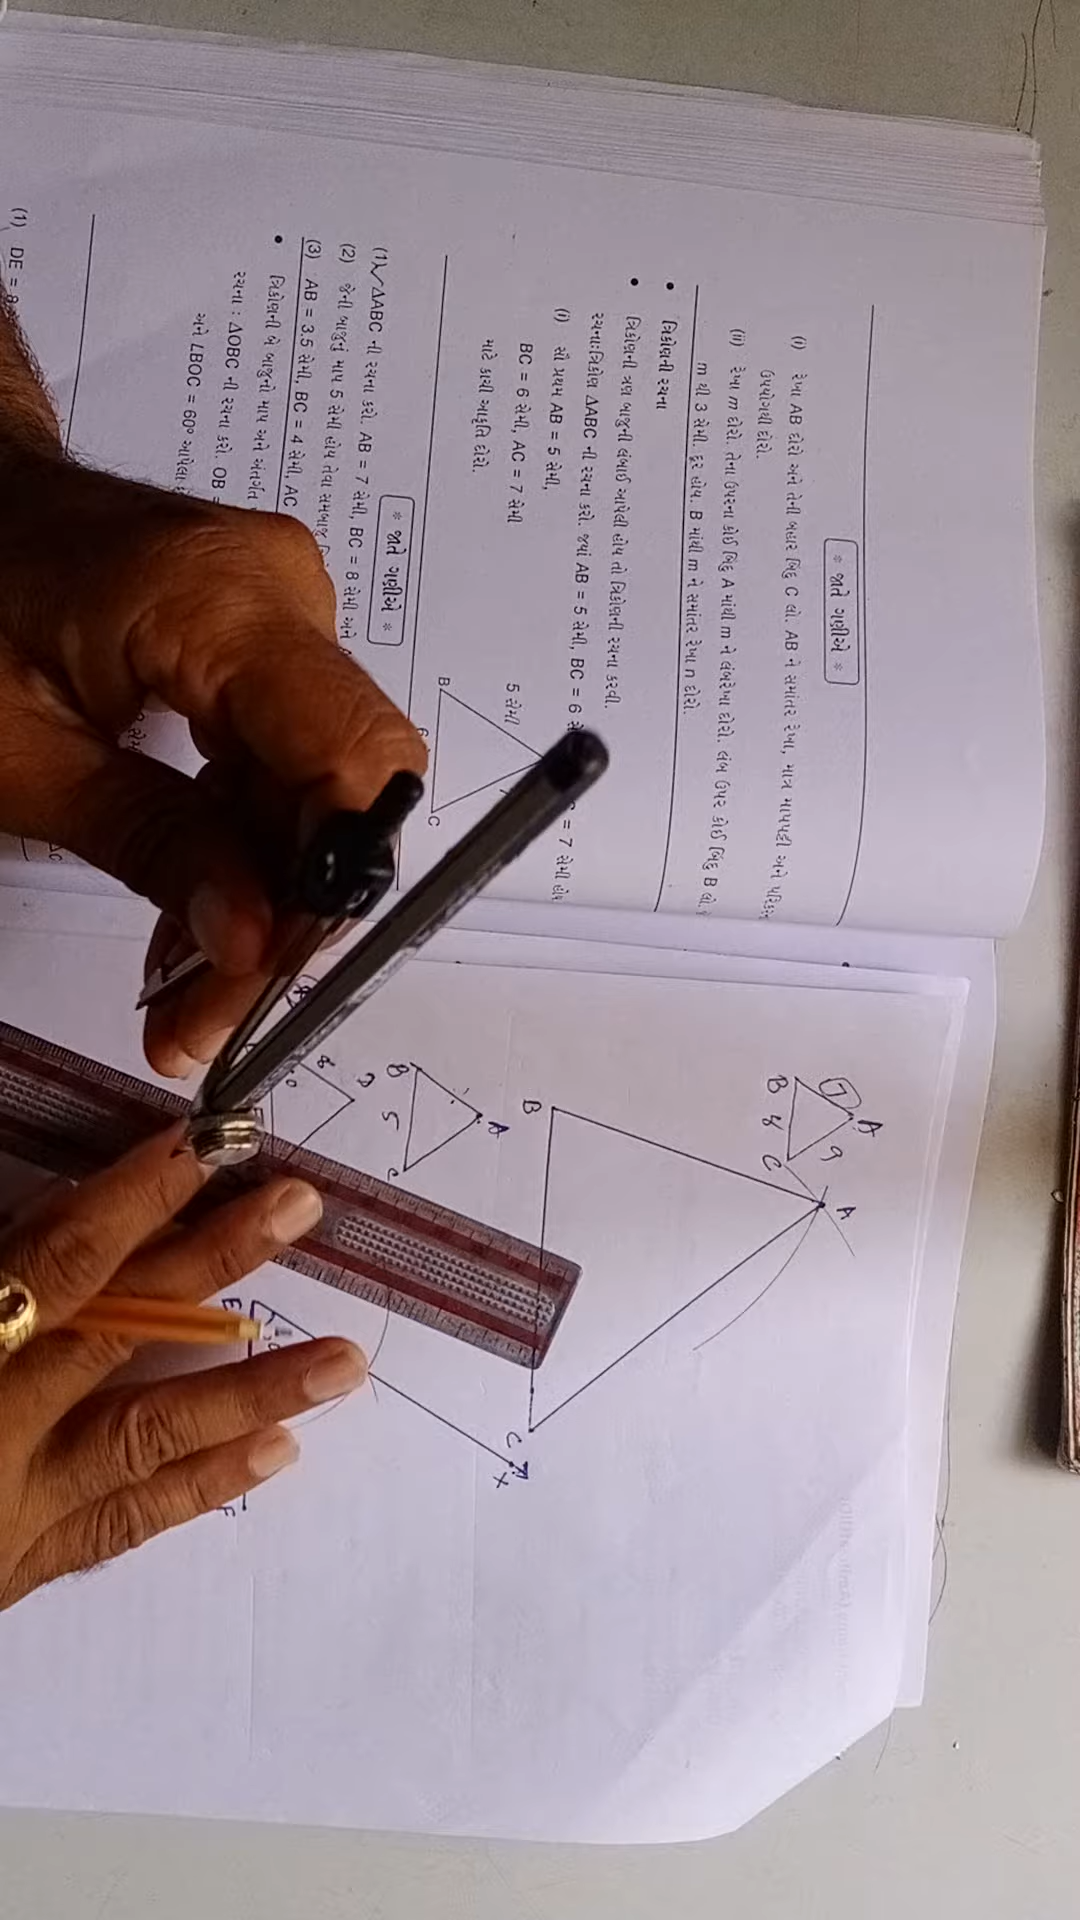 * જાતે ગણીએ *
(i) રેખા AB દોરો અને તેની બહાર બિંદુ C લો. AB ને સમાંતર રેખા, માત્ર માપપટ્ટી અને
ઉપયોગથી દોરો.
(ii) રેખા m દોરો. તેના ઉપરના કોઈ બિંદુ A માંથી m ને લંબરેખા દોરો. લંબ ઉપર કોઈ બિંદુ B લો.
m થી 3 સેમી. દૂર હોય. B માંથી m ને સમાંતર રેખા n દોરો.
• ત્રિકોણની રચના
• ત્રિકોણની ત્રણ બાજુની લંબાઈ આપેલી હોય તો ત્રિકોણની રચના કરવી.
રચના:ત્રિકોણ ΔABC ની રચના કરો. જ્યાં AB = 5 સેમી, BC = 6 = 7 સેમી હોય
(i) સૌ પ્રથમ AB = 5 સેમી,
BC = 6 સેમી, AC = 7 સેમી
માટે કાચી આકૃતિ દોરો.
5 સેમી
B
C
* જાતે ગણીએ *
(1) ΔABC ની રચના કરો. AB = 7 સેમી, BC = 8 સેમી અને
(2) જેની બાજુનું માપ 5 સેમી હોય તેવા સમબાજુ
(3) AB = 3.5 સેમી, BC = 4 સેમી, AC
• ત્રિકોણની બે બાજુનો માપ અને અંતર્ગત
રચના : ΔOBC ની રચના કરો. OB =
અને ∠BOC = 60° આપેલા
(1) DE =
A
7
9
B
8
C
A
B
C
A
B
5
C
D
8
X
E
F